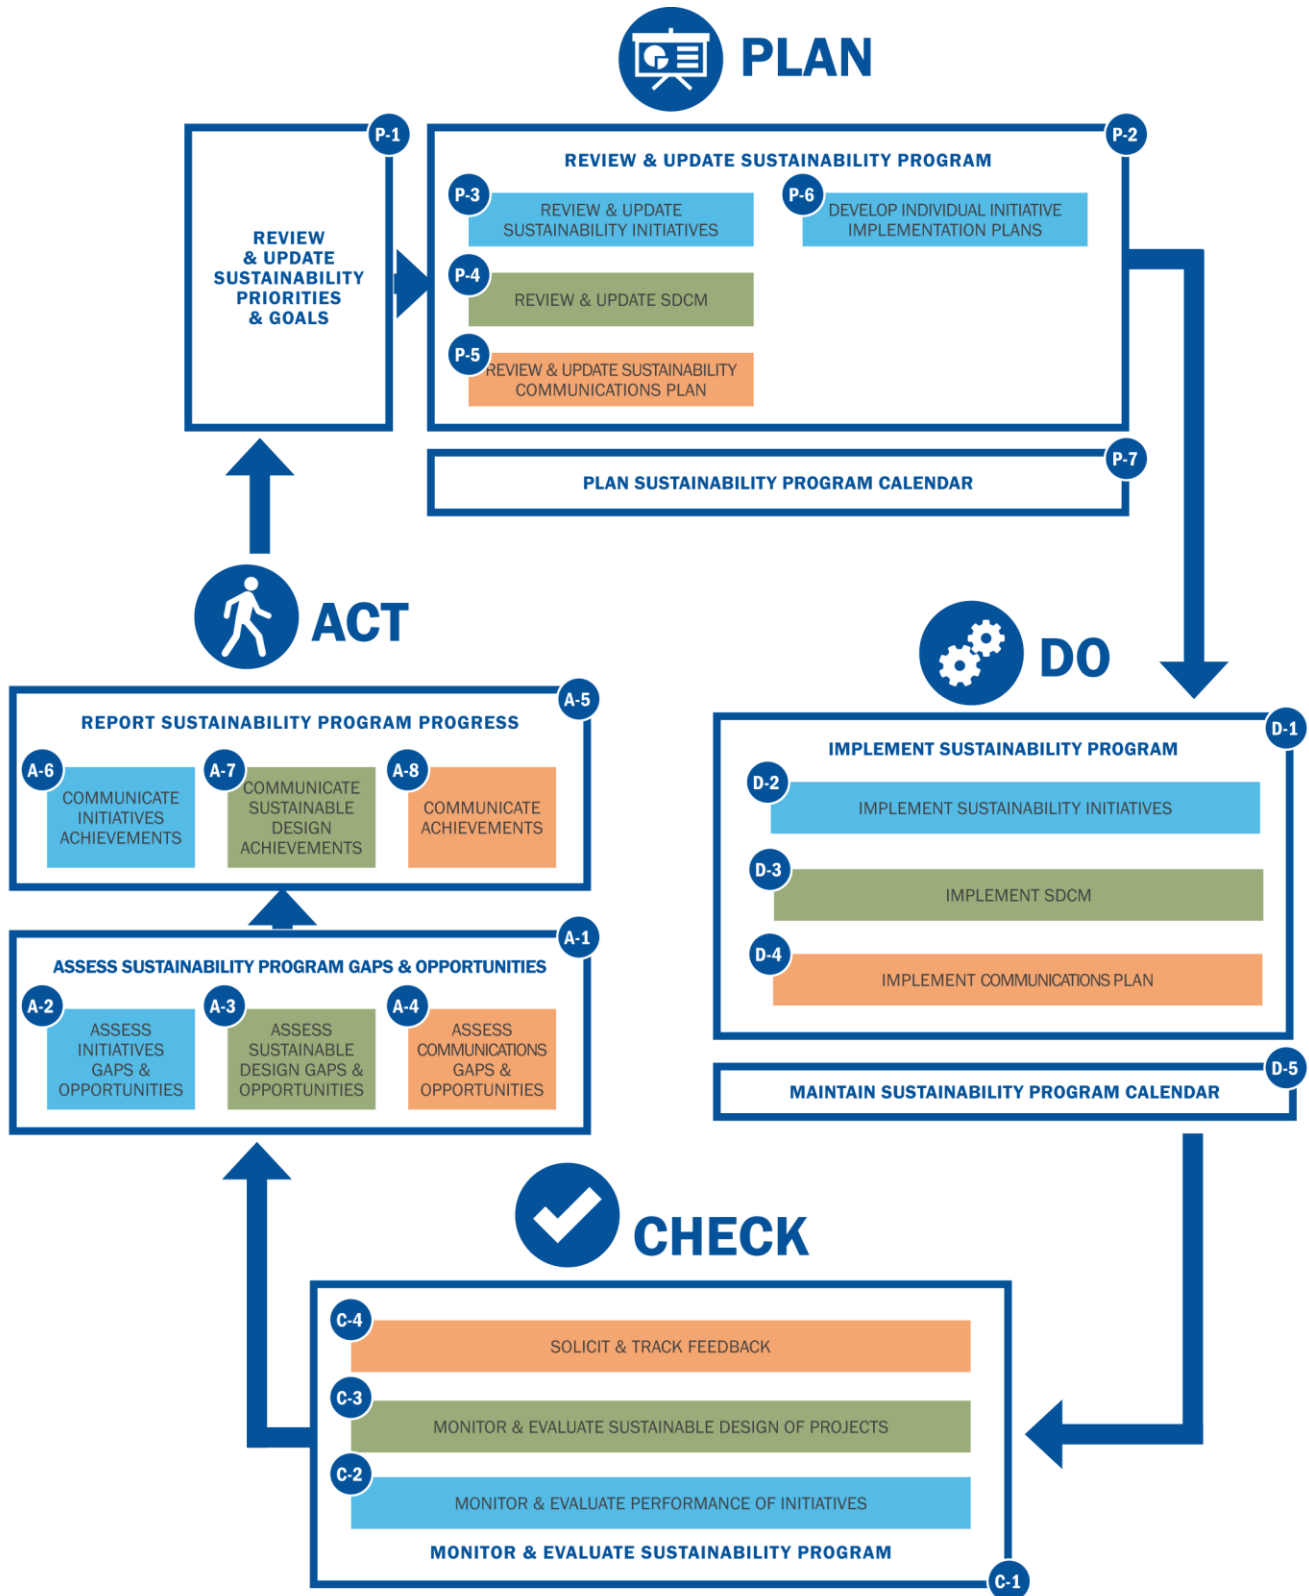 PLAN
P-1
REVIEW
& UPDATE
SUSTAINABILITY
PRIORITIES
& GOALS
P-2
REVIEW & UPDATE SUSTAINABILITY PROGRAM
P-3
REVIEW & UPDATE
SUSTAINABILITY INITIATIVES
P-6
DEVELOP INDIVIDUAL INITIATIVE
IMPLEMENTATION PLANS
P-4
REVIEW & UPDATE SDCM
P-5
REVIEW & UPDATE SUSTAINABILITY
COMMUNICATIONS PLAN
P-7
PLAN SUSTAINABILITY PROGRAM CALENDAR
DO
D-1
IMPLEMENT SUSTAINABILITY PROGRAM
D-2
IMPLEMENT SUSTAINABILITY INITIATIVES
D-3
IMPLEMENT SDCM
D-4
IMPLEMENT COMMUNICATIONS PLAN
D-5
MAINTAIN SUSTAINABILITY PROGRAM CALENDAR
CHECK
C-4
SOLICIT & TRACK FEEDBACK
C-3
MONITOR & EVALUATE SUSTAINABLE DESIGN OF PROJECTS
C-2
MONITOR & EVALUATE PERFORMANCE OF INITIATIVES
MONITOR & EVALUATE SUSTAINABILITY PROGRAM
C-1
ACT
A-5
REPORT SUSTAINABILITY PROGRAM PROGRESS
A-6
COMMUNICATE
INITIATIVES
ACHIEVEMENTS
A-7
COMMUNICATE
SUSTAINABLE
DESIGN
ACHIEVEMENTS
A-8
COMMUNICATE
ACHIEVEMENTS
A-1
ASSESS SUSTAINABILITY PROGRAM GAPS & OPPORTUNITIES
A-2
ASSESS
INITIATIVES
GAPS &
OPPORTUNITIES
A-3
ASSESS
SUSTAINABLE
DESIGN GAPS &
OPPORTUNITIES
A-4
ASSESS
COMMUNICATIONS
GAPS &
OPPORTUNITIES